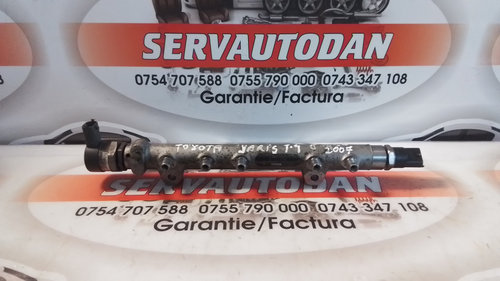 SERVAUTODAN
0754 707 588 0755 790 000 0743 347 108
Garantie/Factura
TOYOTA YARIS 1.4 D 2007
0754 707 588 0755 790 000 0743 347 108
Garantie/Factura